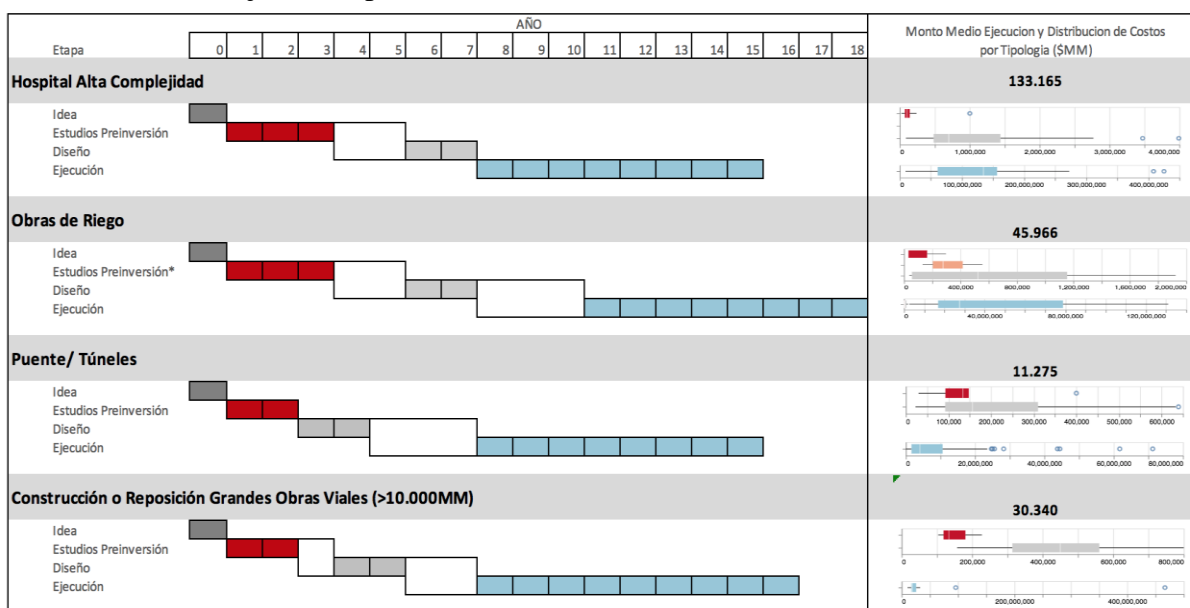 AÑO
Monto Medio Ejecucion y Distribucion de Costos
por Tipologia ($MM)
Etapa 0 1 2 3 4 5 6 7 8 9 10 11 12 13 14 15 16 17 18
Hospital Alta Complejidad 133.165
Idea
Estudios Preinversión
Diseño
0 1,000,000 2,000,000 3,000,000 4,000,000
Ejecución
0 100,000,000 200,000,000 300,000,000 400,000,000
Obras de Riego 45.966
Idea
Estudios Preinversión*
Diseño
0 400,000 800,000 1,200,000 1,600,000 2,000,000
Ejecución
0 40,000,000 80,000,000 120,000,000
Puente/ Túneles 11.275
Idea
Estudios Preinversión
Diseño
0 100,000 200,000 300,000 400,000 500,000 600,000
Ejecución
0 20,000,000 40,000,000 60,000,000 80,000,000
Construcción o Reposición Grandes Obras Viales (>10.000MM) 30.340
Idea
Estudios Preinversión
Diseño
0 200,000 400,000 600,000 800,000
Ejecución
0 200,000,000 400,000,000